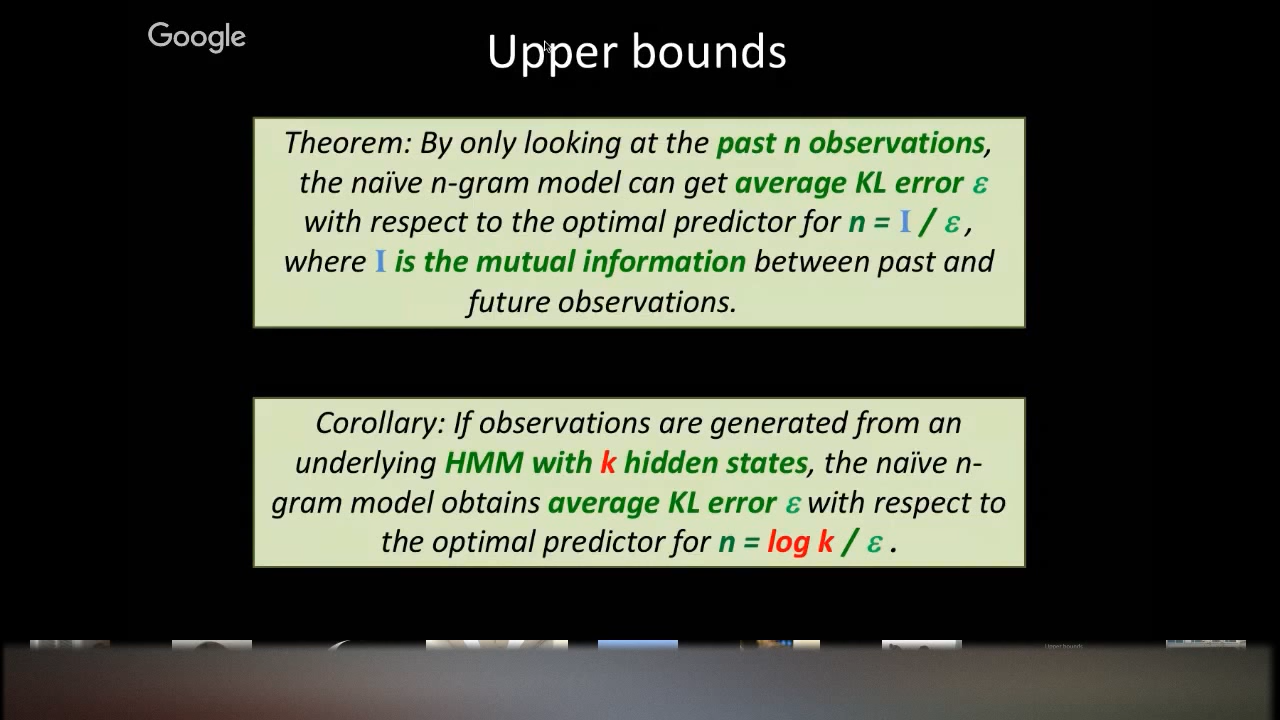 Google
Upper bounds
Theorem: By only looking at the past n observations,
the naïve n-gram model can get average KL error ε
with respect to the optimal predictor for n = I / ε ,
where I is the mutual information between past and
future observations.
Corollary: If observations are generated from an
underlying HMM with k hidden states, the naïve n-
gram model obtains average KL error ε with respect to
the optimal predictor for n = log k / ε .
Upper bounds